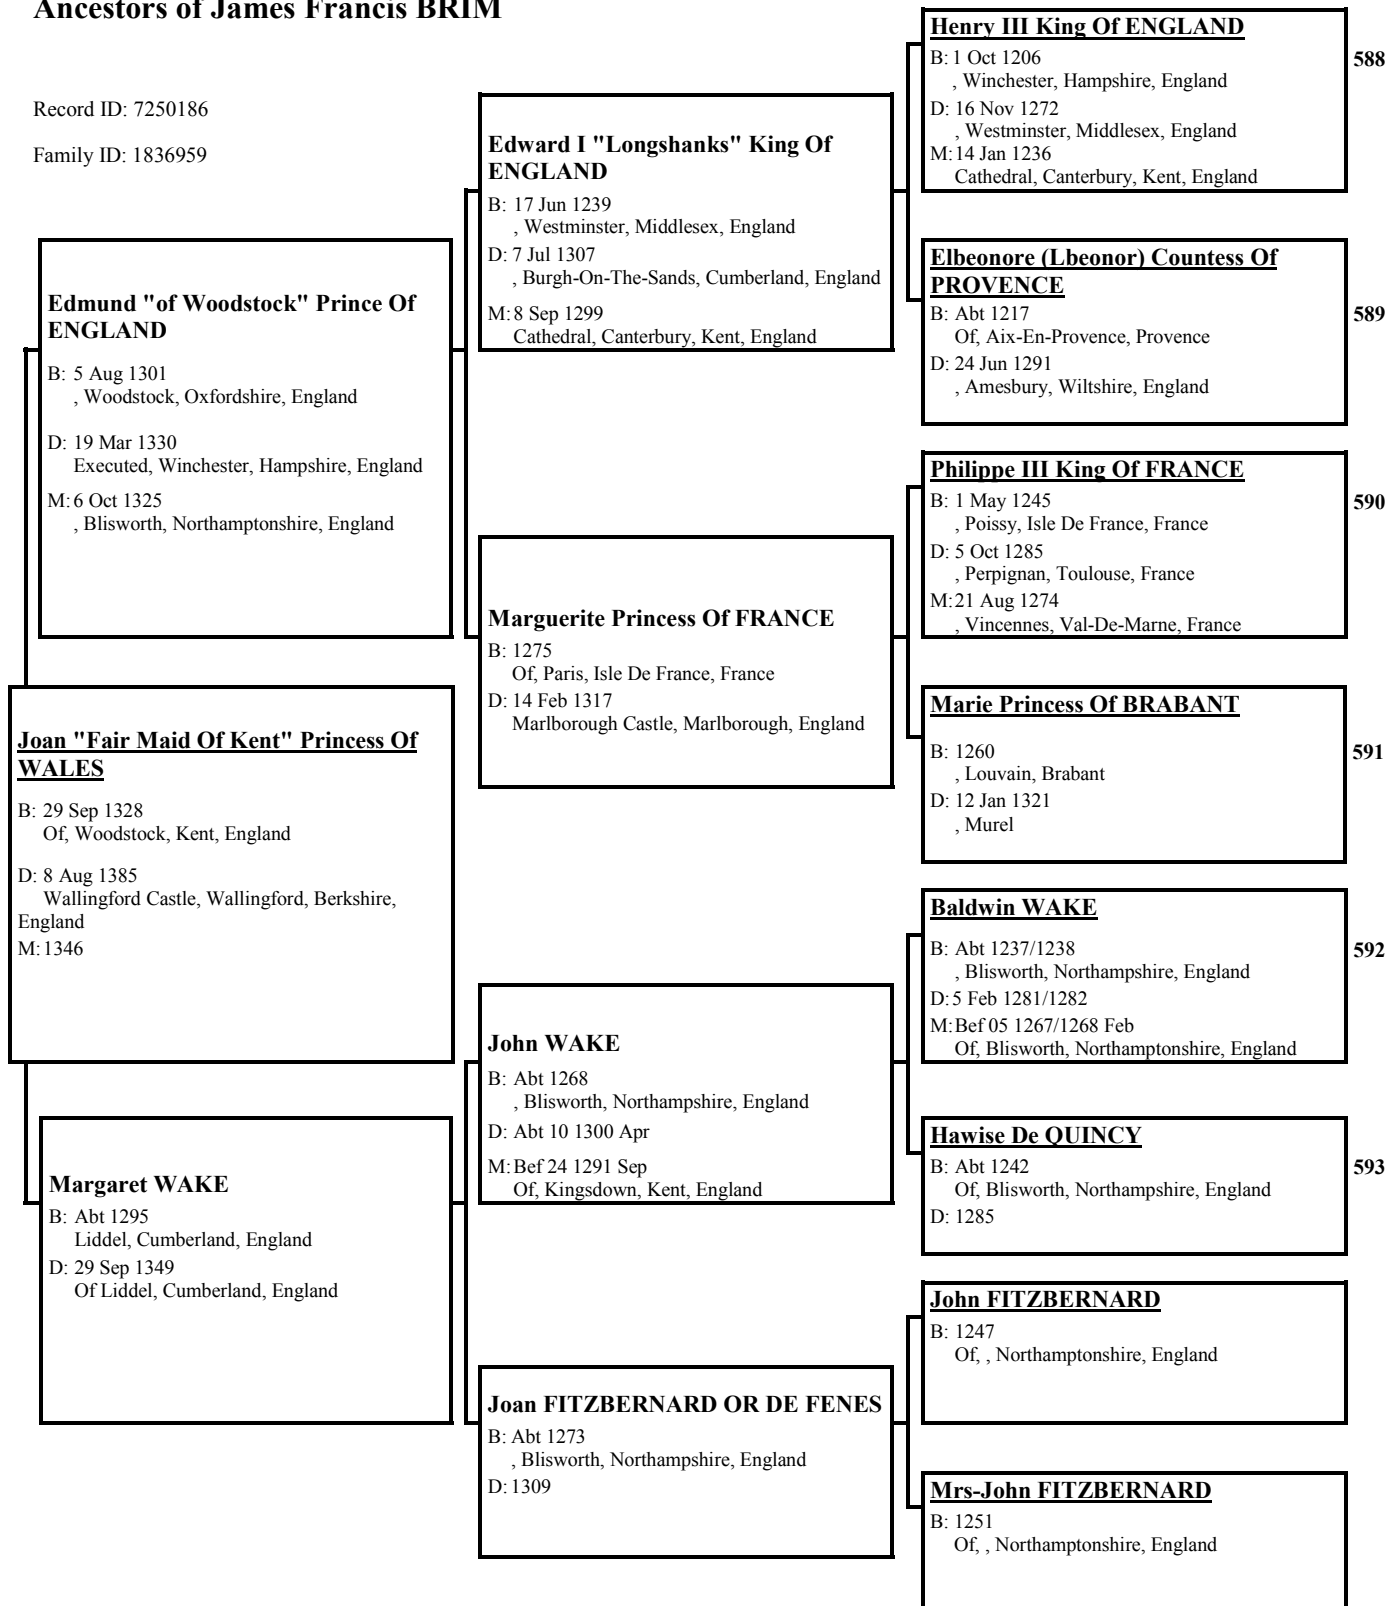 Ancestors of James Francis BRIM
Record ID: 7250186
Family ID: 1836959
Edmund "of Woodstock" Prince Of
ENGLAND
B: 5 Aug 1301
, Woodstock, Oxfordshire, England
D: 19 Mar 1330
Executed, Winchester, Hampshire, England
M: 6 Oct 1325
, Blisworth, Northamptonshire, England
Joan "Fair Maid Of Kent" Princess Of
WALES
B: 29 Sep 1328
Of, Woodstock, Kent, England
D: 8 Aug 1385
Wallingford Castle, Wallingford, Berkshire,
England
M: 1346
Margaret WAKE
B: Abt 1295
Liddel, Cumberland, England
D: 29 Sep 1349
Of Liddel, Cumberland, England
Edward I "Longshanks" King Of
ENGLAND
B: 17 Jun 1239
, Westminster, Middlesex, England
D: 7 Jul 1307
, Burgh-On-The-Sands, Cumberland, England
M: 8 Sep 1299
Cathedral, Canterbury, Kent, England
Marguerite Princess Of FRANCE
B: 1275
Of, Paris, Isle De France, France
D: 14 Feb 1317
Marlborough Castle, Marlborough, England
John WAKE
B: Abt 1268
, Blisworth, Northampshire, England
D: Abt 10 1300 Apr
M: Bef 24 1291 Sep
Of, Kingsdown, Kent, England
Joan FITZBERNARD OR DE FENES
B: Abt 1273
, Blisworth, Northampshire, England
D: 1309
Henry III King Of ENGLAND
B: 1 Oct 1206
, Winchester, Hampshire, England
D: 16 Nov 1272
, Westminster, Middlesex, England
M: 14 Jan 1236
Cathedral, Canterbury, Kent, England
588
Elbeonore (Lbeonor) Countess Of
PROVENCE
B: Abt 1217
Of, Aix-En-Provence, Provence
D: 24 Jun 1291
, Amesbury, Wiltshire, England
589
Philippe III King Of FRANCE
B: 1 May 1245
, Poissy, Isle De France, France
D: 5 Oct 1285
, Perpignan, Toulouse, France
M: 21 Aug 1274
, Vincennes, Val-De-Marne, France
590
Marie Princess Of BRABANT
B: 1260
, Louvain, Brabant
D: 12 Jan 1321
, Murel
591
Baldwin WAKE
B: Abt 1237/1238
, Blisworth, Northampshire, England
D: 5 Feb 1281/1282
M: Bef 05 1267/1268 Feb
Of, Blisworth, Northamptonshire, England
592
Hawise De QUINCY
B: Abt 1242
Of, Blisworth, Northampshire, England
D: 1285
593
John FITZBERNARD
B: 1247
Of, , Northamptonshire, England
Mrs-John FITZBERNARD
B: 1251
Of, , Northamptonshire, England